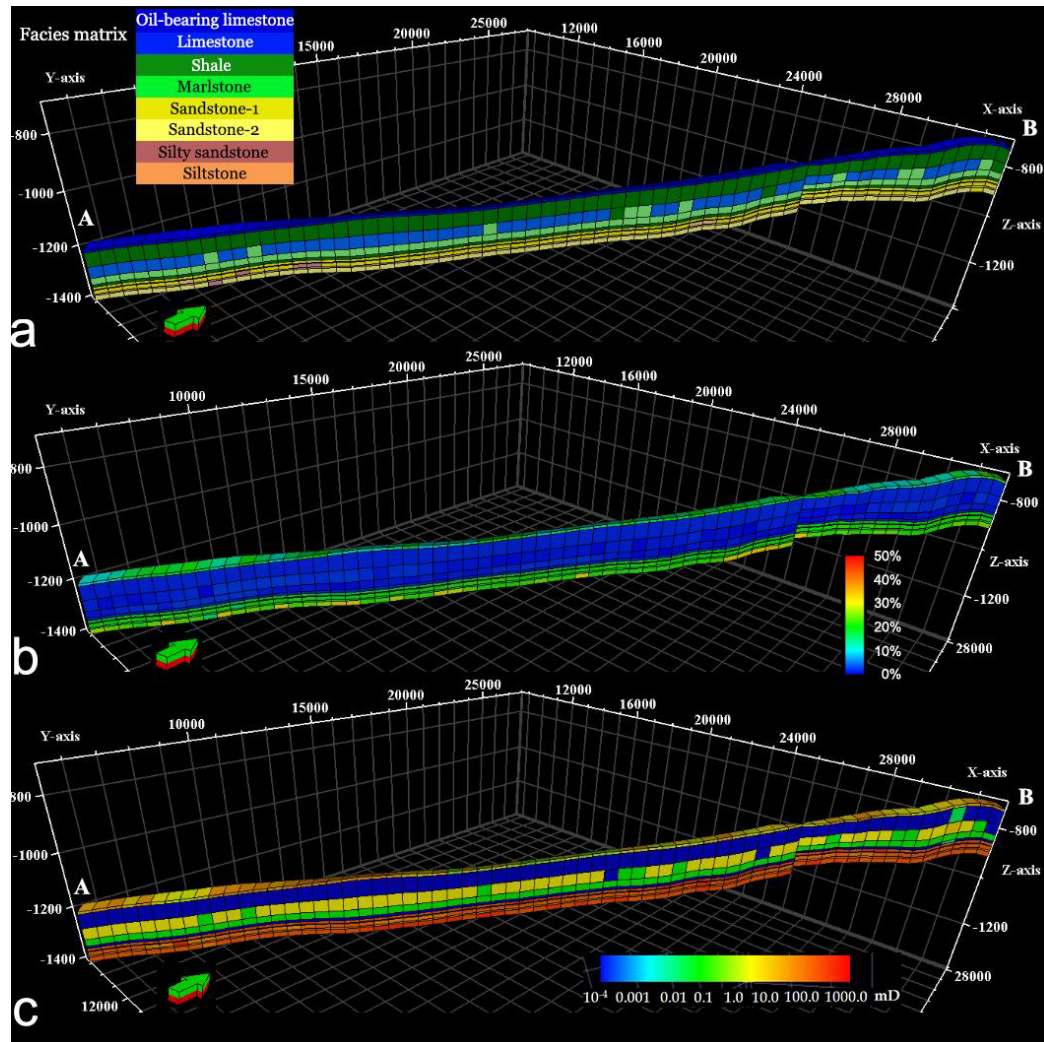 Facies matrix
Oil-bearing limestone
Limestone
Shale
Marlstone
Sandstone-1
Sandstone-2
Silty sandstone
Siltstone
Y-axis
15000
20000
25000
12000
16000
20000
24000
28000
X-axis
B
-800
-1000
A
-1200
-1400
-800
Z-axis
-1200
a
Y-axis
10000
15000
20000
25000
12000
16000
20000
24000
28000
X-axis
B
-800
-1000
A
-1200
-1400
-800
Z-axis
-1200
28000
50%
40%
30%
20%
10%
0%
b
Y-axis
10000
15000
20000
25000
12000
16000
20000
24000
28000
X-axis
B
-800
-1000
A
-1200
-1400
12000
-800
Z-axis
-1200
28000
10⁻⁴ 0.001 0.01 0.1 1.0 10.0 100.0 1000.0 mD
c